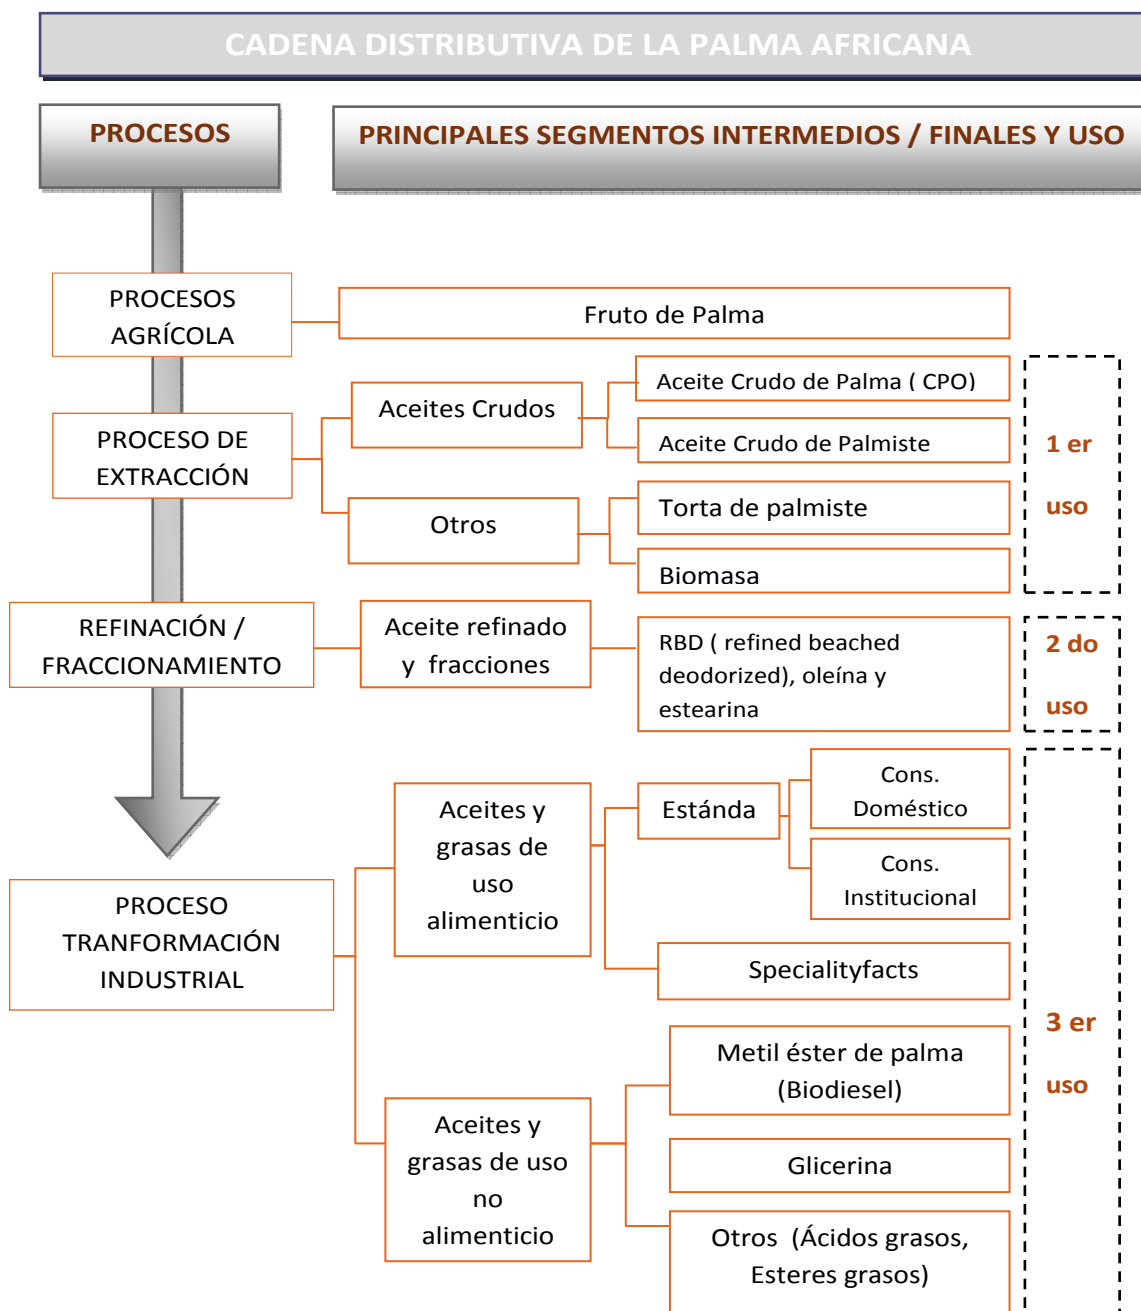 CADENA DISTRIBUTIVA DE LA PALMA AFRICANA
PROCESOS
PRINCIPALES SEGMENTOS INTERMEDIOS / FINALES Y USO
PROCESOS
AGRÍCOLA
Fruto de Palma
PROCESO DE
EXTRACCIÓN
Aceites Crudos
Aceite Crudo de Palma ( CPO)
Aceite Crudo de Palmiste
Otros
Torta de palmiste
Biomasa
1 er
uso
REFINACIÓN /
FRACCIONAMIENTO
Aceite refinado
y fracciones
RBD ( refined beached
deodorized), oleína y
estearina
2 do
uso
PROCESO
TRANFORMACIÓN
INDUSTRIAL
Aceites y
grasas de
uso
alimenticio
Estánda
Cons.
Doméstico
Cons.
Institucional
Specialityfacts
Aceites y
grasas de uso
no
alimenticio
Metil éster de palma
(Biodiesel)
Glicerina
Otros (Ácidos grasos,
Esteres grasos)
3 er
uso